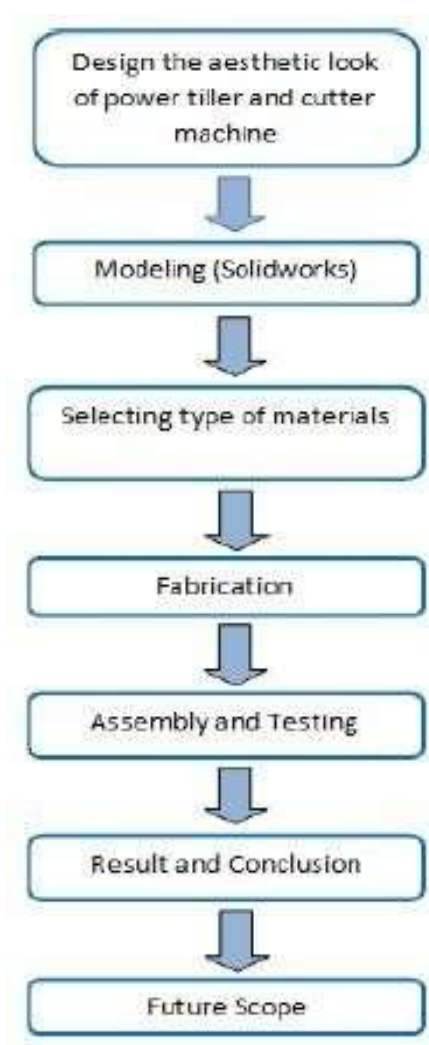 Design the aesthetic look
of power tiller and cutter
machine
Modeling (Solidworks)
Selecting type of materials
Fabrication
Assembly and Testing
Result and Conclusion
Future Scope